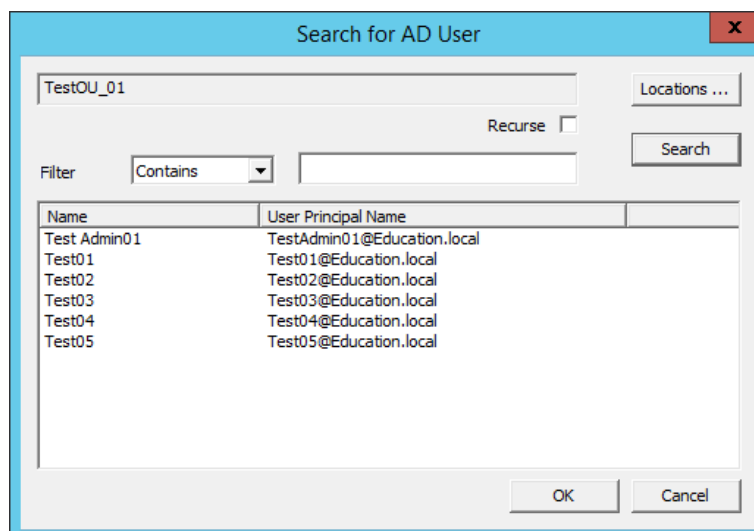 Search for AD User
x
TestOU_01
Locations ...
Recurse
Search
Filter Contains
Name User Principal Name
Test Admin01 TestAdmin01@Education.local
Test01 Test01@Education.local
Test02 Test02@Education.local
Test03 Test03@Education.local
Test04 Test04@Education.local
Test05 Test05@Education.local
OK Cancel